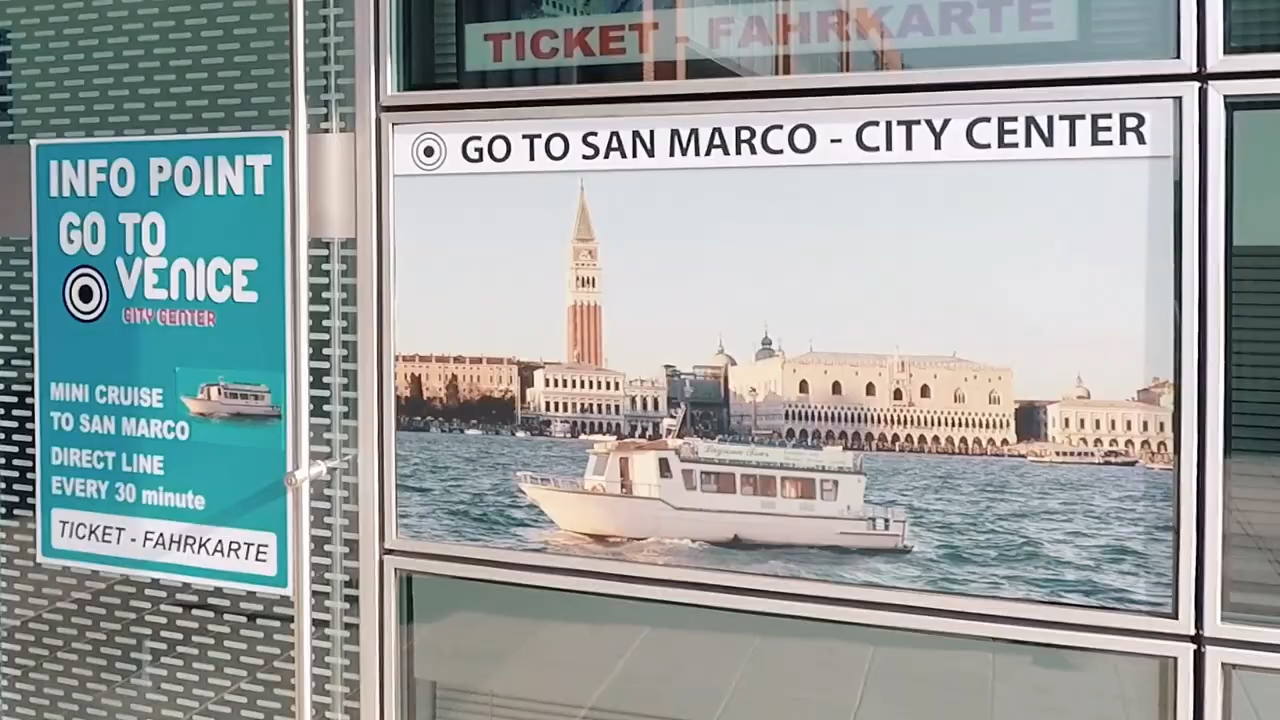 TICKET - FAHRKARTE
GO TO SAN MARCO - CITY CENTER
INFO POINT
GO TO
VENICE
CITY CENTER
MINI CRUISE
TO SAN MARCO
DIRECT LINE
EVERY 30 minute
TICKET - FAHRKARTE